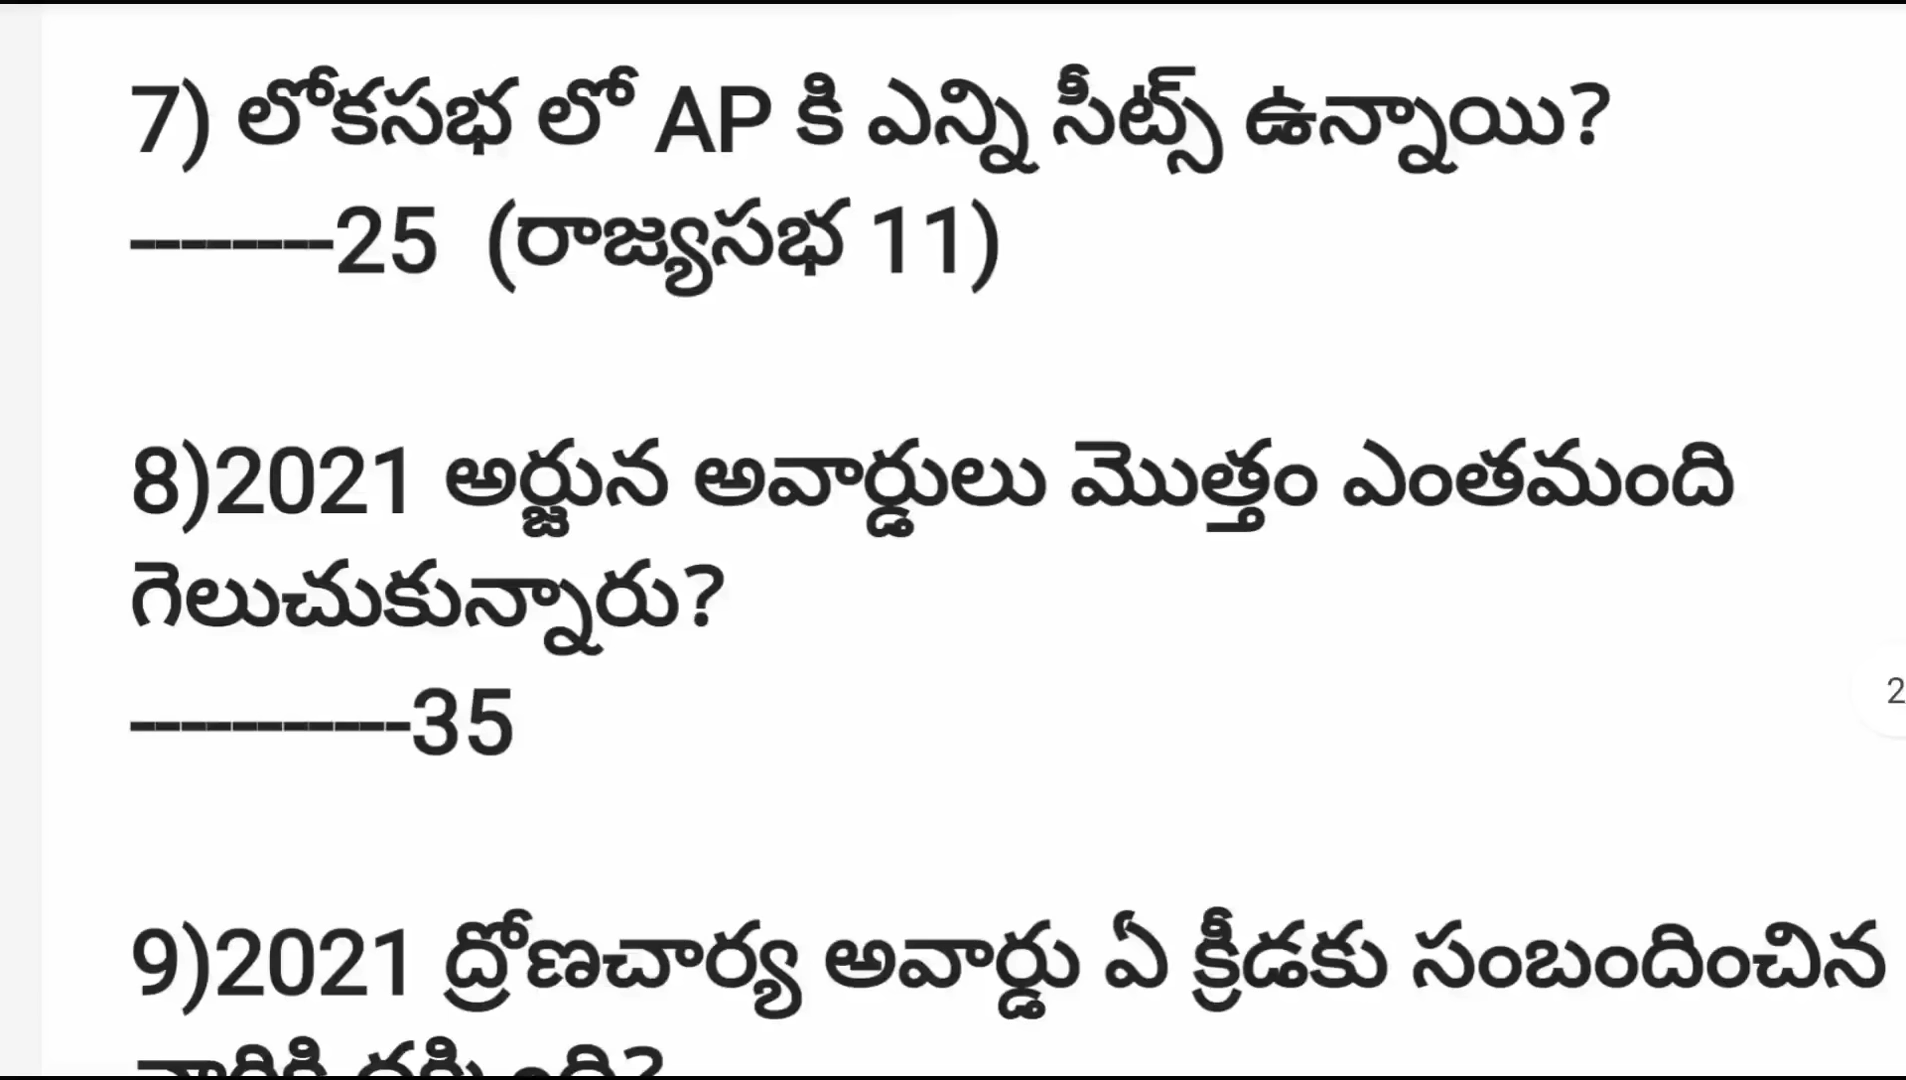 7) లోకసభ లో AP కి ఎన్ని సీట్స్ ఉన్నాయి?
--------25 (రాజ్యసభ 11)
8)2021 అర్జున అవార్డులు మొత్తం ఎంతమంది
గెలుచుకున్నారు?
-----------35
2
9)2021 ద్రోణచార్య అవార్డు ఏ క్రీడకు సంబందించిన